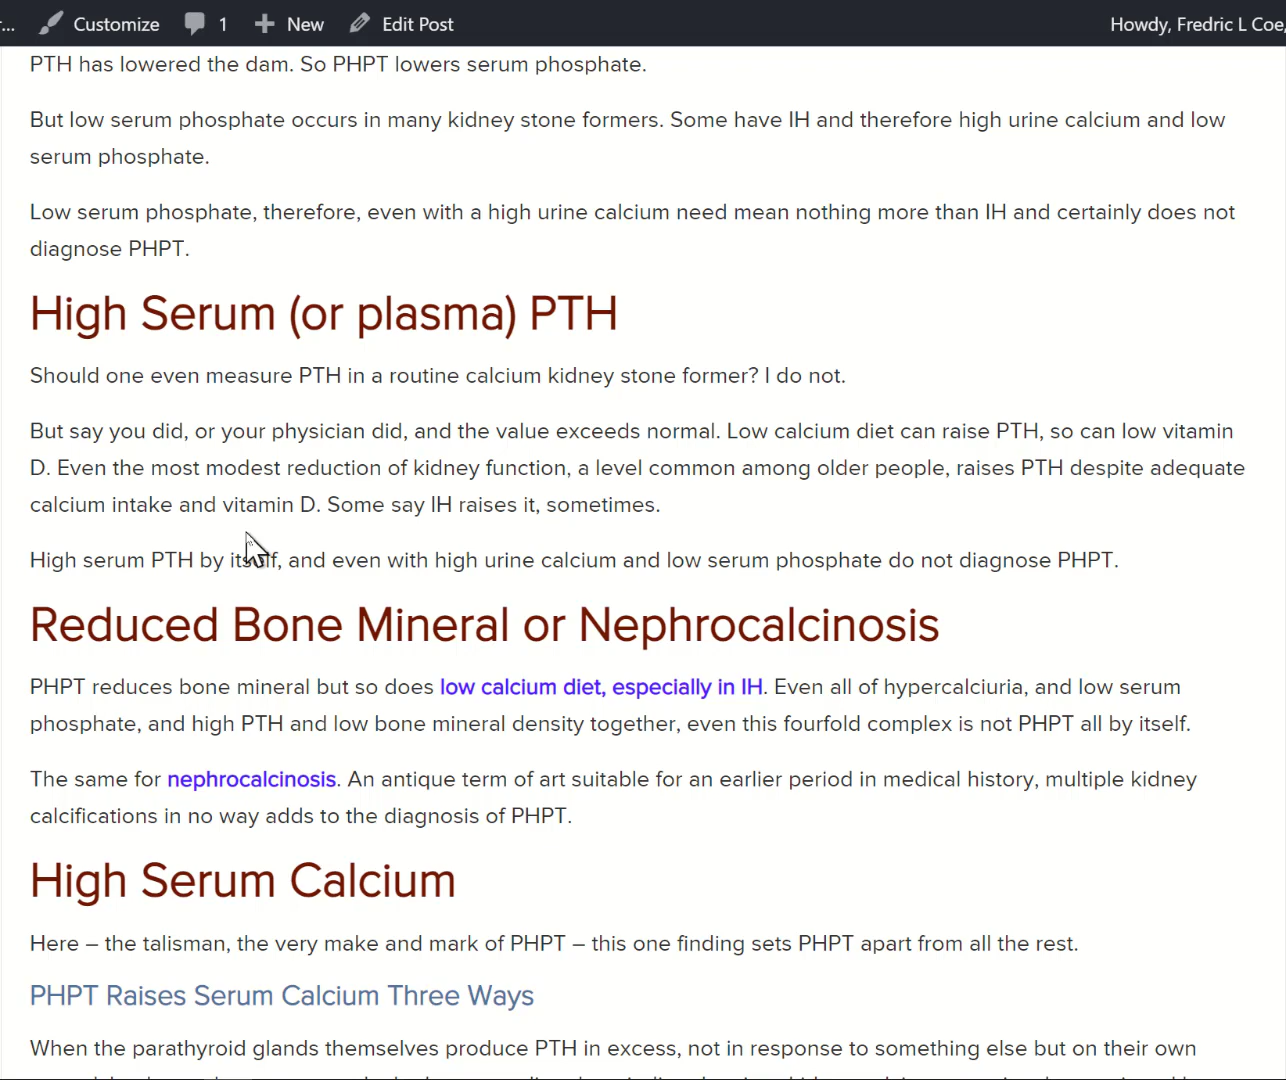 ... Customize 1 New Edit Post Howdy, Fredric L Coe,
PTH has lowered the dam. So PHPT lowers serum phosphate.
But low serum phosphate occurs in many kidney stone formers. Some have IH and therefore high urine calcium and low
serum phosphate.
Low serum phosphate, therefore, even with a high urine calcium need mean nothing more than IH and certainly does not
diagnose PHPT.
High Serum (or plasma) PTH
Should one even measure PTH in a routine calcium kidney stone former? I do not.
But say you did, or your physician did, and the value exceeds normal. Low calcium diet can raise PTH, so can low vitamin
D. Even the most modest reduction of kidney function, a level common among older people, raises PTH despite adequate
calcium intake and vitamin D. Some say IH raises it, sometimes.
High serum PTH by itself, and even with high urine calcium and low serum phosphate do not diagnose PHPT.
Reduced Bone Mineral or Nephrocalcinosis
PHPT reduces bone mineral but so does low calcium diet, especially in IH. Even all of hypercalciuria, and low serum
phosphate, and high PTH and low bone mineral density together, even this fourfold complex is not PHPT all by itself.
The same for nephrocalcinosis. An antique term of art suitable for an earlier period in medical history, multiple kidney
calcifications in no way adds to the diagnosis of PHPT.
High Serum Calcium
Here – the talisman, the very make and mark of PHPT – this one finding sets PHPT apart from all the rest.
PHPT Raises Serum Calcium Three Ways
When the parathyroid glands themselves produce PTH in excess, not in response to something else but on their own